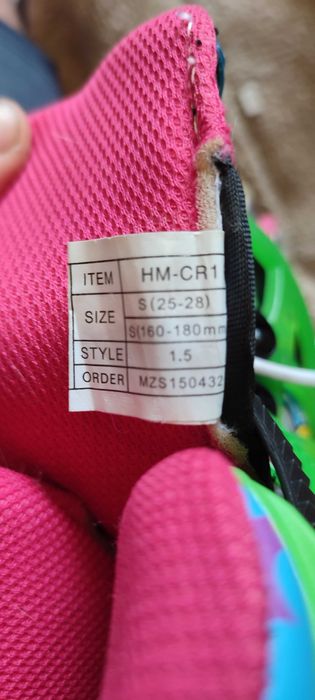 ITEM HM-CR1
SIZE S(25-28)
S(160-180mm
STYLE 1.5
ORDER MZS150432